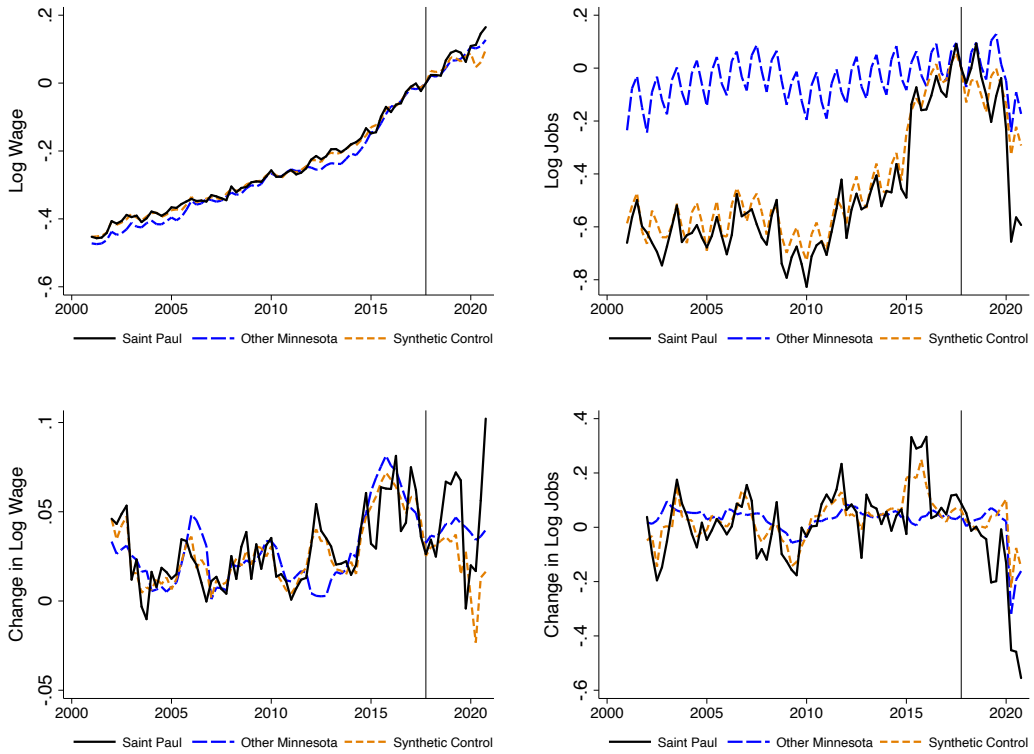 Log Wage
.2
0
-.2
-.4
-.6
2000 2005 2010 2015 2020
Saint Paul Other Minnesota Synthetic Control
Log Jobs
.2
0
-.2
-.4
-.6
-.8
2000 2005 2010 2015 2020
Saint Paul Other Minnesota Synthetic Control
Change in Log Wage
.1
.05
0
-.05
2000 2005 2010 2015 2020
Saint Paul Other Minnesota Synthetic Control
Change in Log Jobs
.4
.2
0
-.2
-.4
-.6
2000 2005 2010 2015 2020
Saint Paul Other Minnesota Synthetic Control